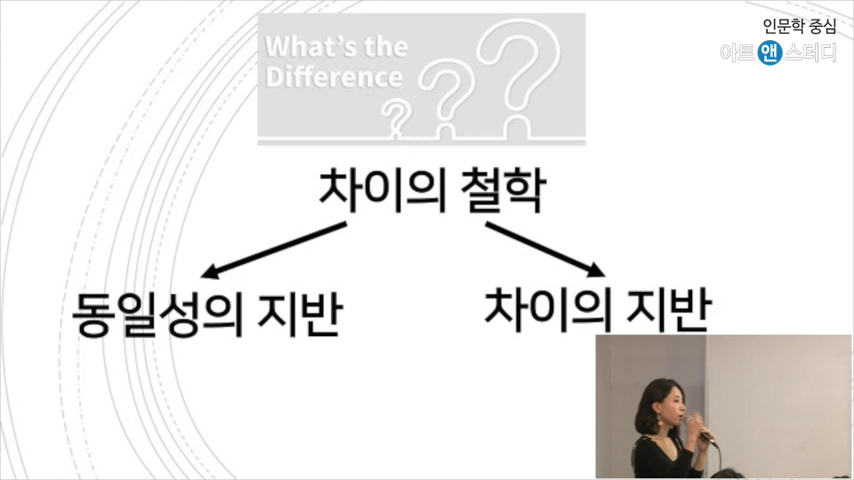 인문학 중심
아트앤스터디
What's the
Difference
차이의 철학
동일성의 지반
차이의 지반